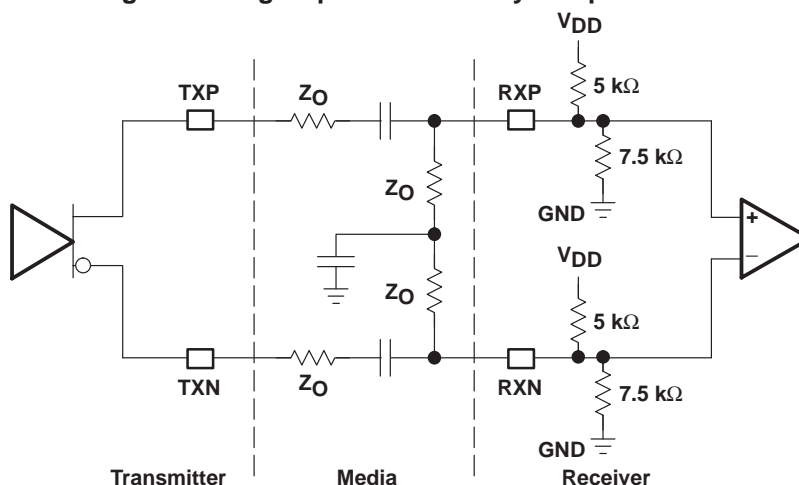 VDD
5 kΩ
TXP
ZO
RXP
7.5 kΩ
ZO
GND
+
VDD
−
ZO
5 kΩ
TXN
ZO
RXN
7.5 kΩ
GND
Transmitter
Media
Receiver